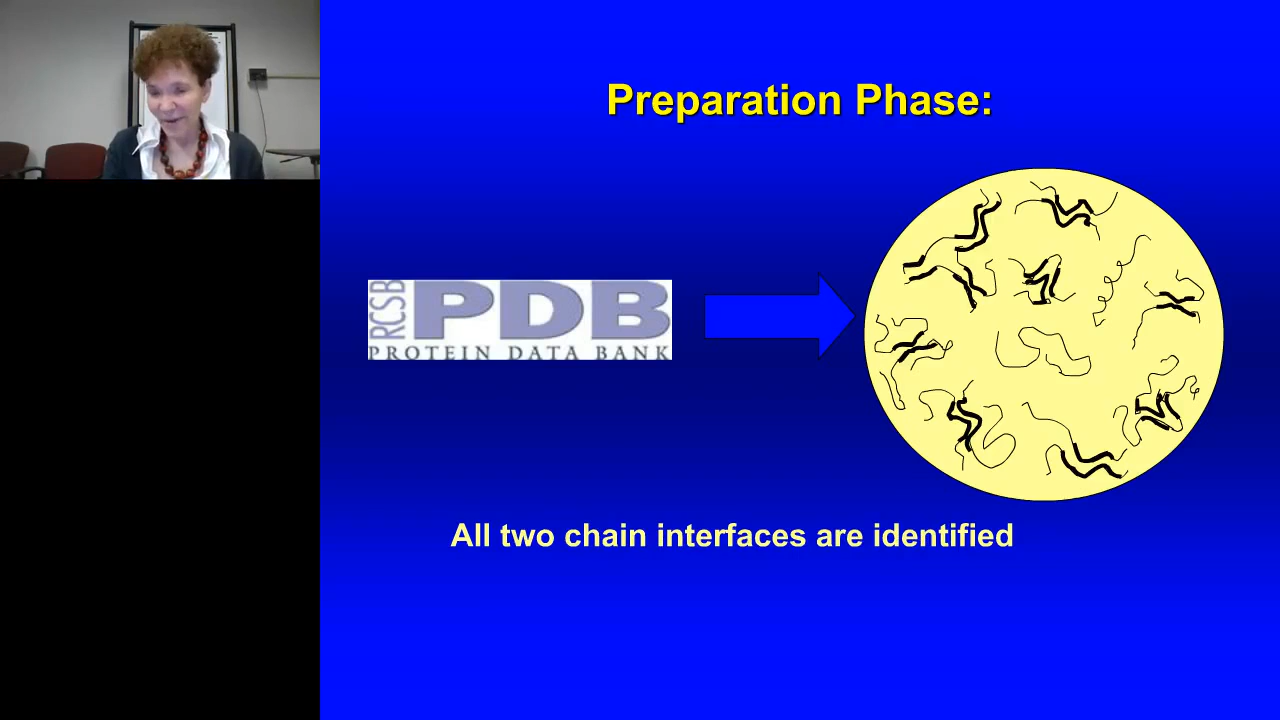 Preparation Phase:
RCSB
PDB
PROTEIN DATA BANK
All two chain interfaces are identified